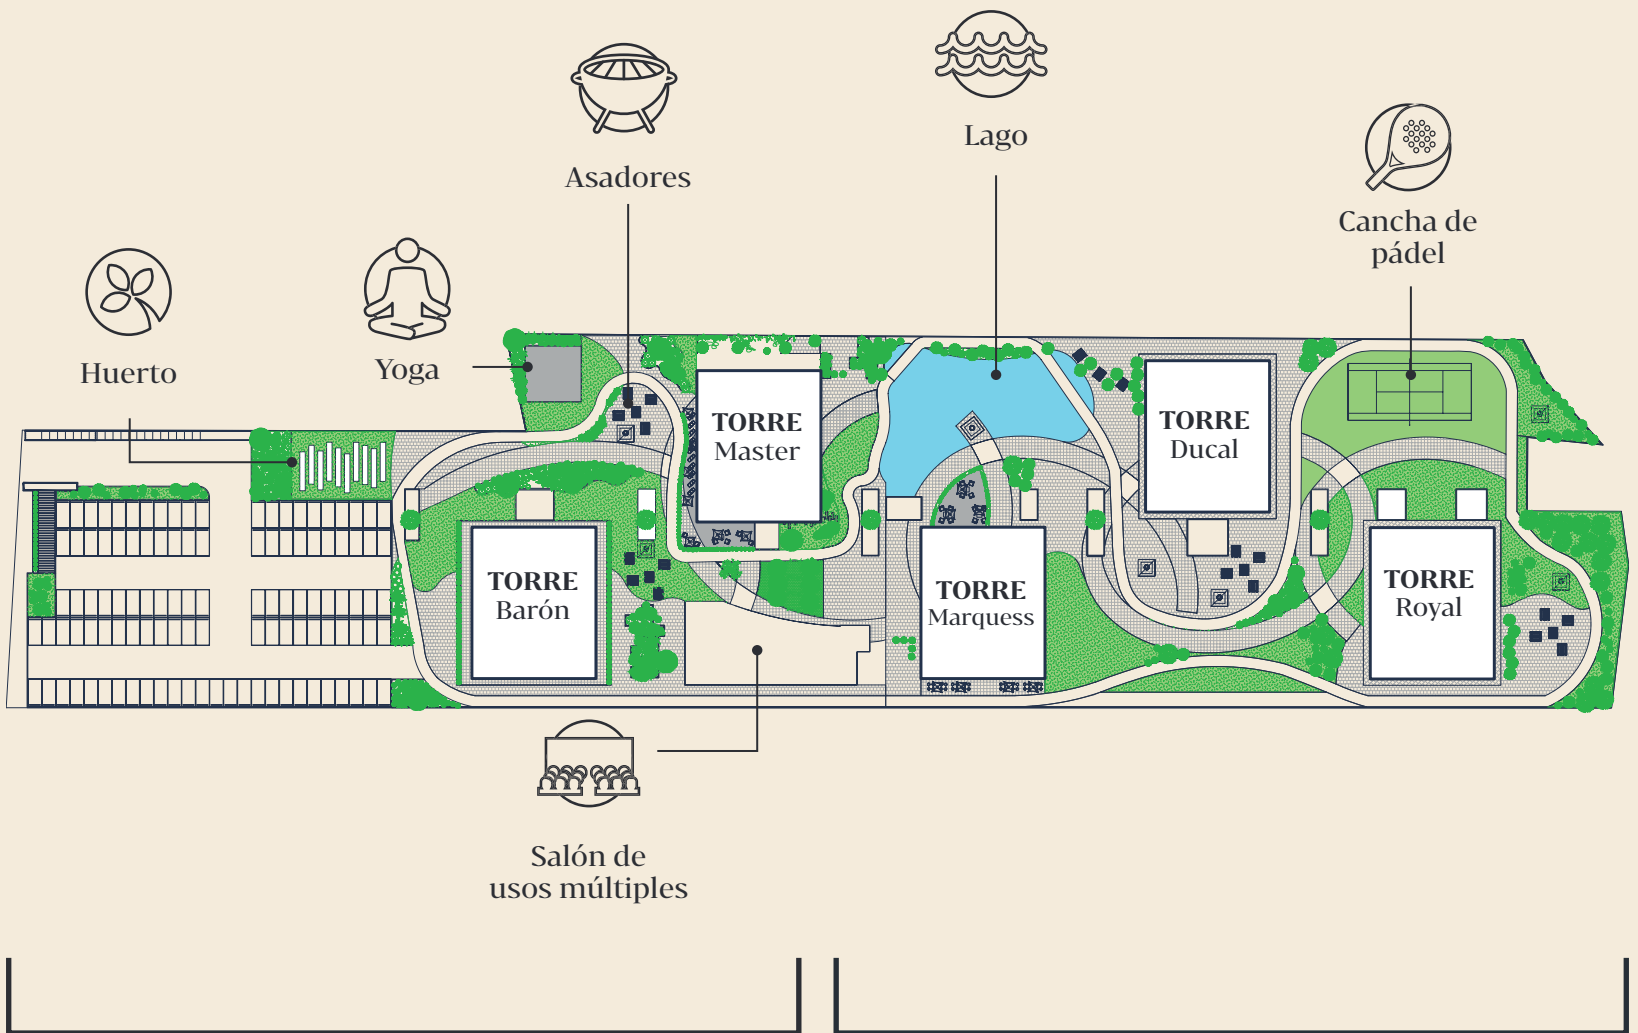 Lago
Asadores
Cancha de
pádel
Huerto
Yoga
TORRE
Master
TORRE
Ducal
TORRE
Barón
TORRE
Marquess
TORRE
Royal
Salón de
usos múltiples